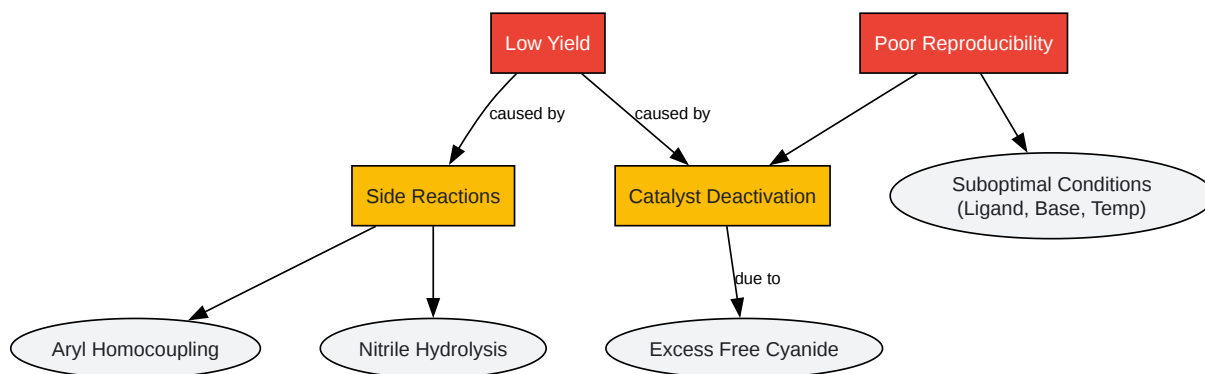 Low Yield
Poor Reproducibility
caused by
caused by
Side Reactions
Catalyst Deactivation
Suboptimal Conditions
(Ligand, Base, Temp)
due to
Aryl Homocoupling
Nitrile Hydrolysis
Excess Free Cyanide